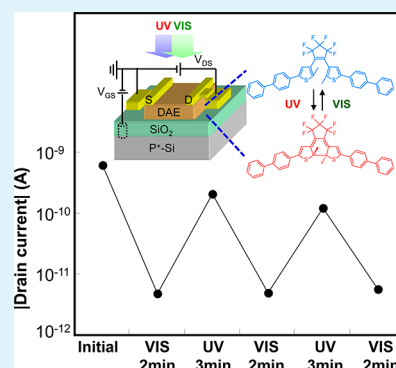 UV VIS
V_DS
V_GS
S D
DAE
SiO₂
P⁺-Si
F F F F F F
S S
UV VIS
F F F F F F
S S
|Drain current| (A)
10⁻⁹
10⁻¹⁰
10⁻¹¹
10⁻¹²
Initial VIS UV VIS UV VIS
2min 3min 2min 3min 2min